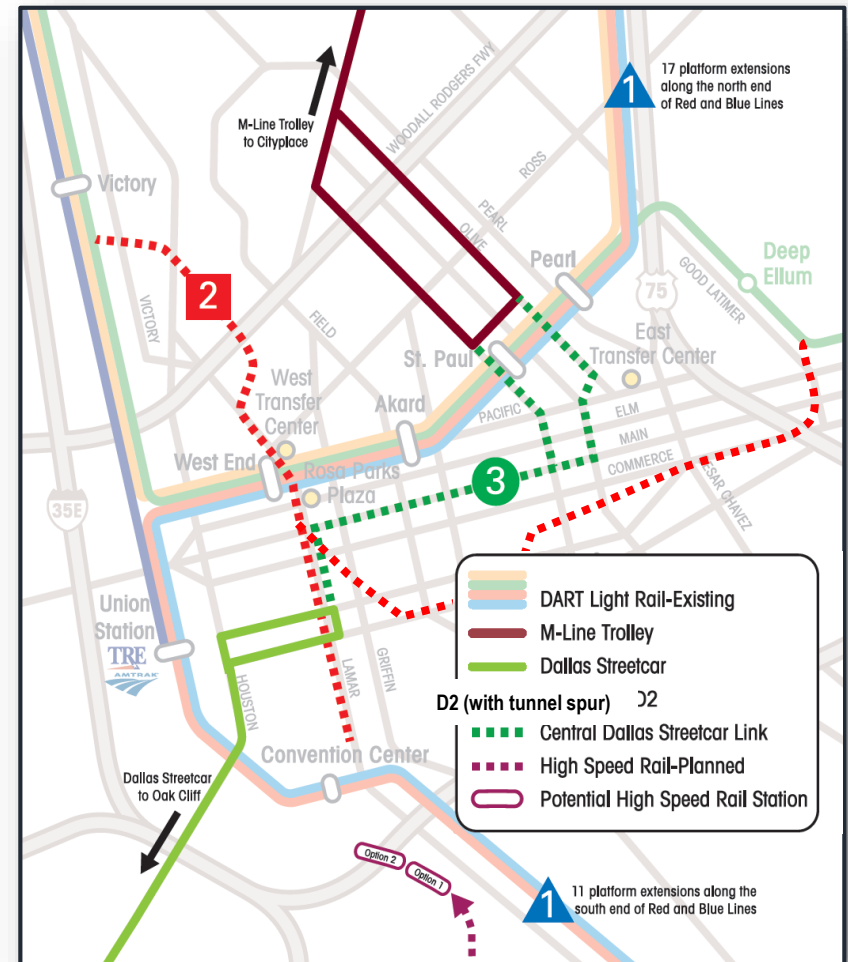 17 platform extensions
along the north end
of Red and Blue Lines
1
WOODALL RODGERS FWY
M-Line Trolley
to Cityplace
ROSS
Victory
PEARL
OLIVE
Pearl
Deep
Ellum
GOOD LATIMER
75
2
VICTORY
FIELD
East
Transfer Center
St. Paul
West
Transfer
Center
Akard
PACIFIC
ELM
MAIN
COMMERCE
West End
Rosa Parks
Plaza
3
CESAR CHAVEZ
35E
Union
Station
TRE
AMTRAK
HOUSTON
LAMAR
GRIFFIN
DART Light Rail-Existing
M-Line Trolley
Dallas Streetcar
D2 (with tunnel spur) D2
Central Dallas Streetcar Link
High Speed Rail-Planned
Potential High Speed Rail Station
Convention Center
Dallas Streetcar
to Oak Cliff
Option 2
Option 1
1
11 platform extensions along the
south end of Red and Blue Lines